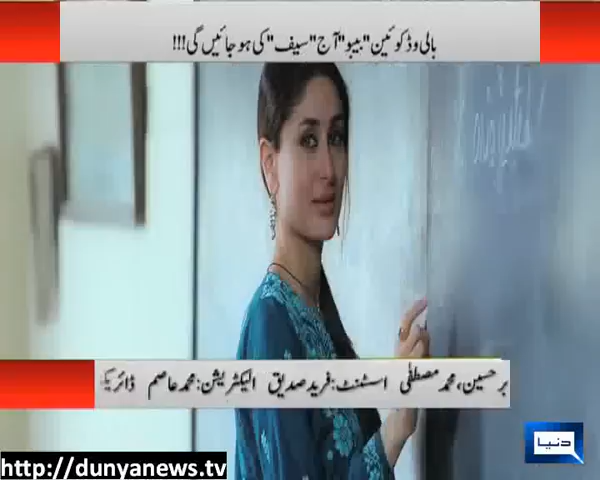 بالی وڈ کوئین "بیبو" آج "سیف" کی ہو جائیں گی!!!
بر حسین، محمد مصطفٰی اسسٹنٹ: فرید صدیق الیکٹریشن: محمد عاصم ڈائریکٹ
دنیا
http://dunyanews.tv